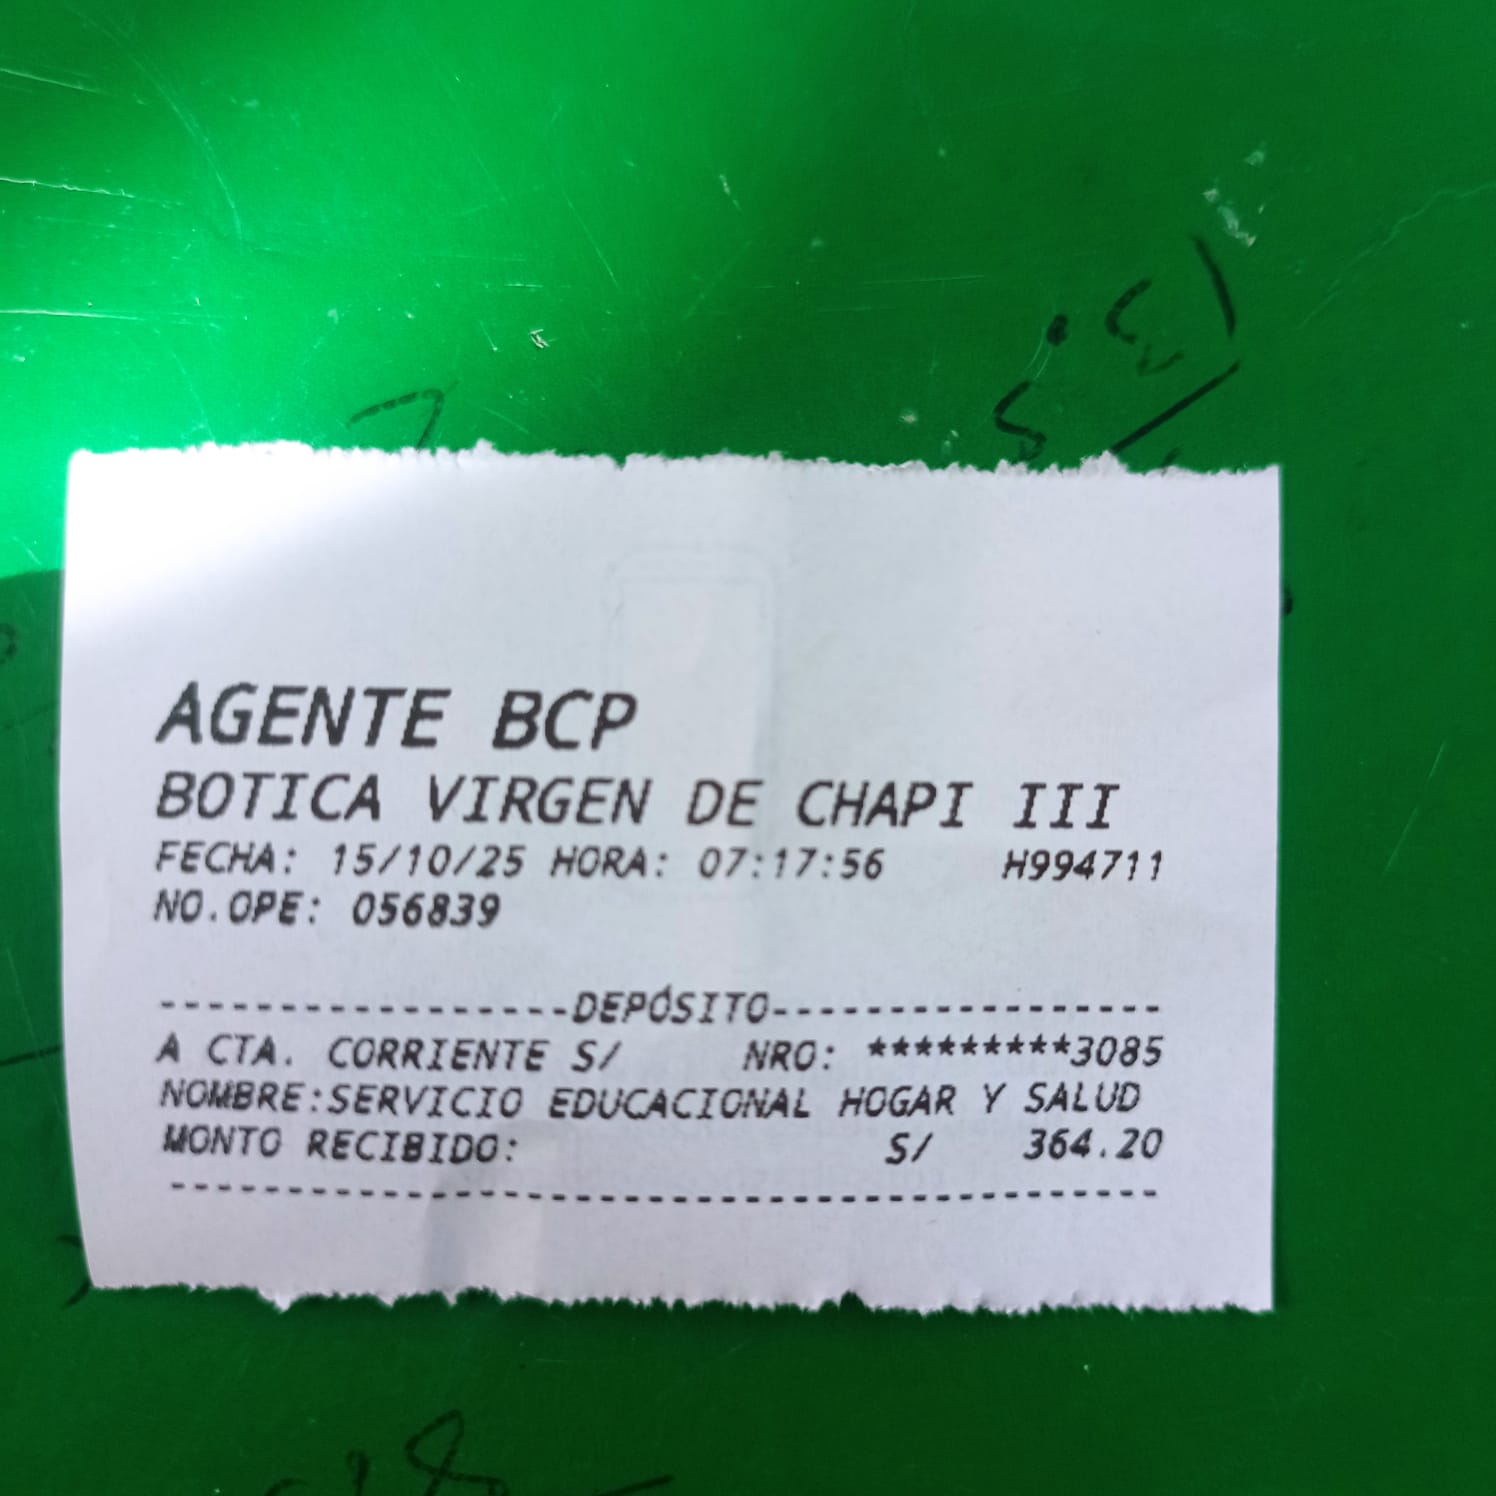 AGENTE BCP
BOTICA VIRGEN DE CHAPI III
FECHA: 15/10/25 HORA: 07:17:56 H994711
NO.OPE: 056839
-----------------DEPÓSITO----------------
A CTA. CORRIENTE S/ NRO: *********3085
NOMBRE:SERVICIO EDUCACIONAL HOGAR Y SALUD
MONTO RECIBIDO: S/ 364.20
-----------------------------------------